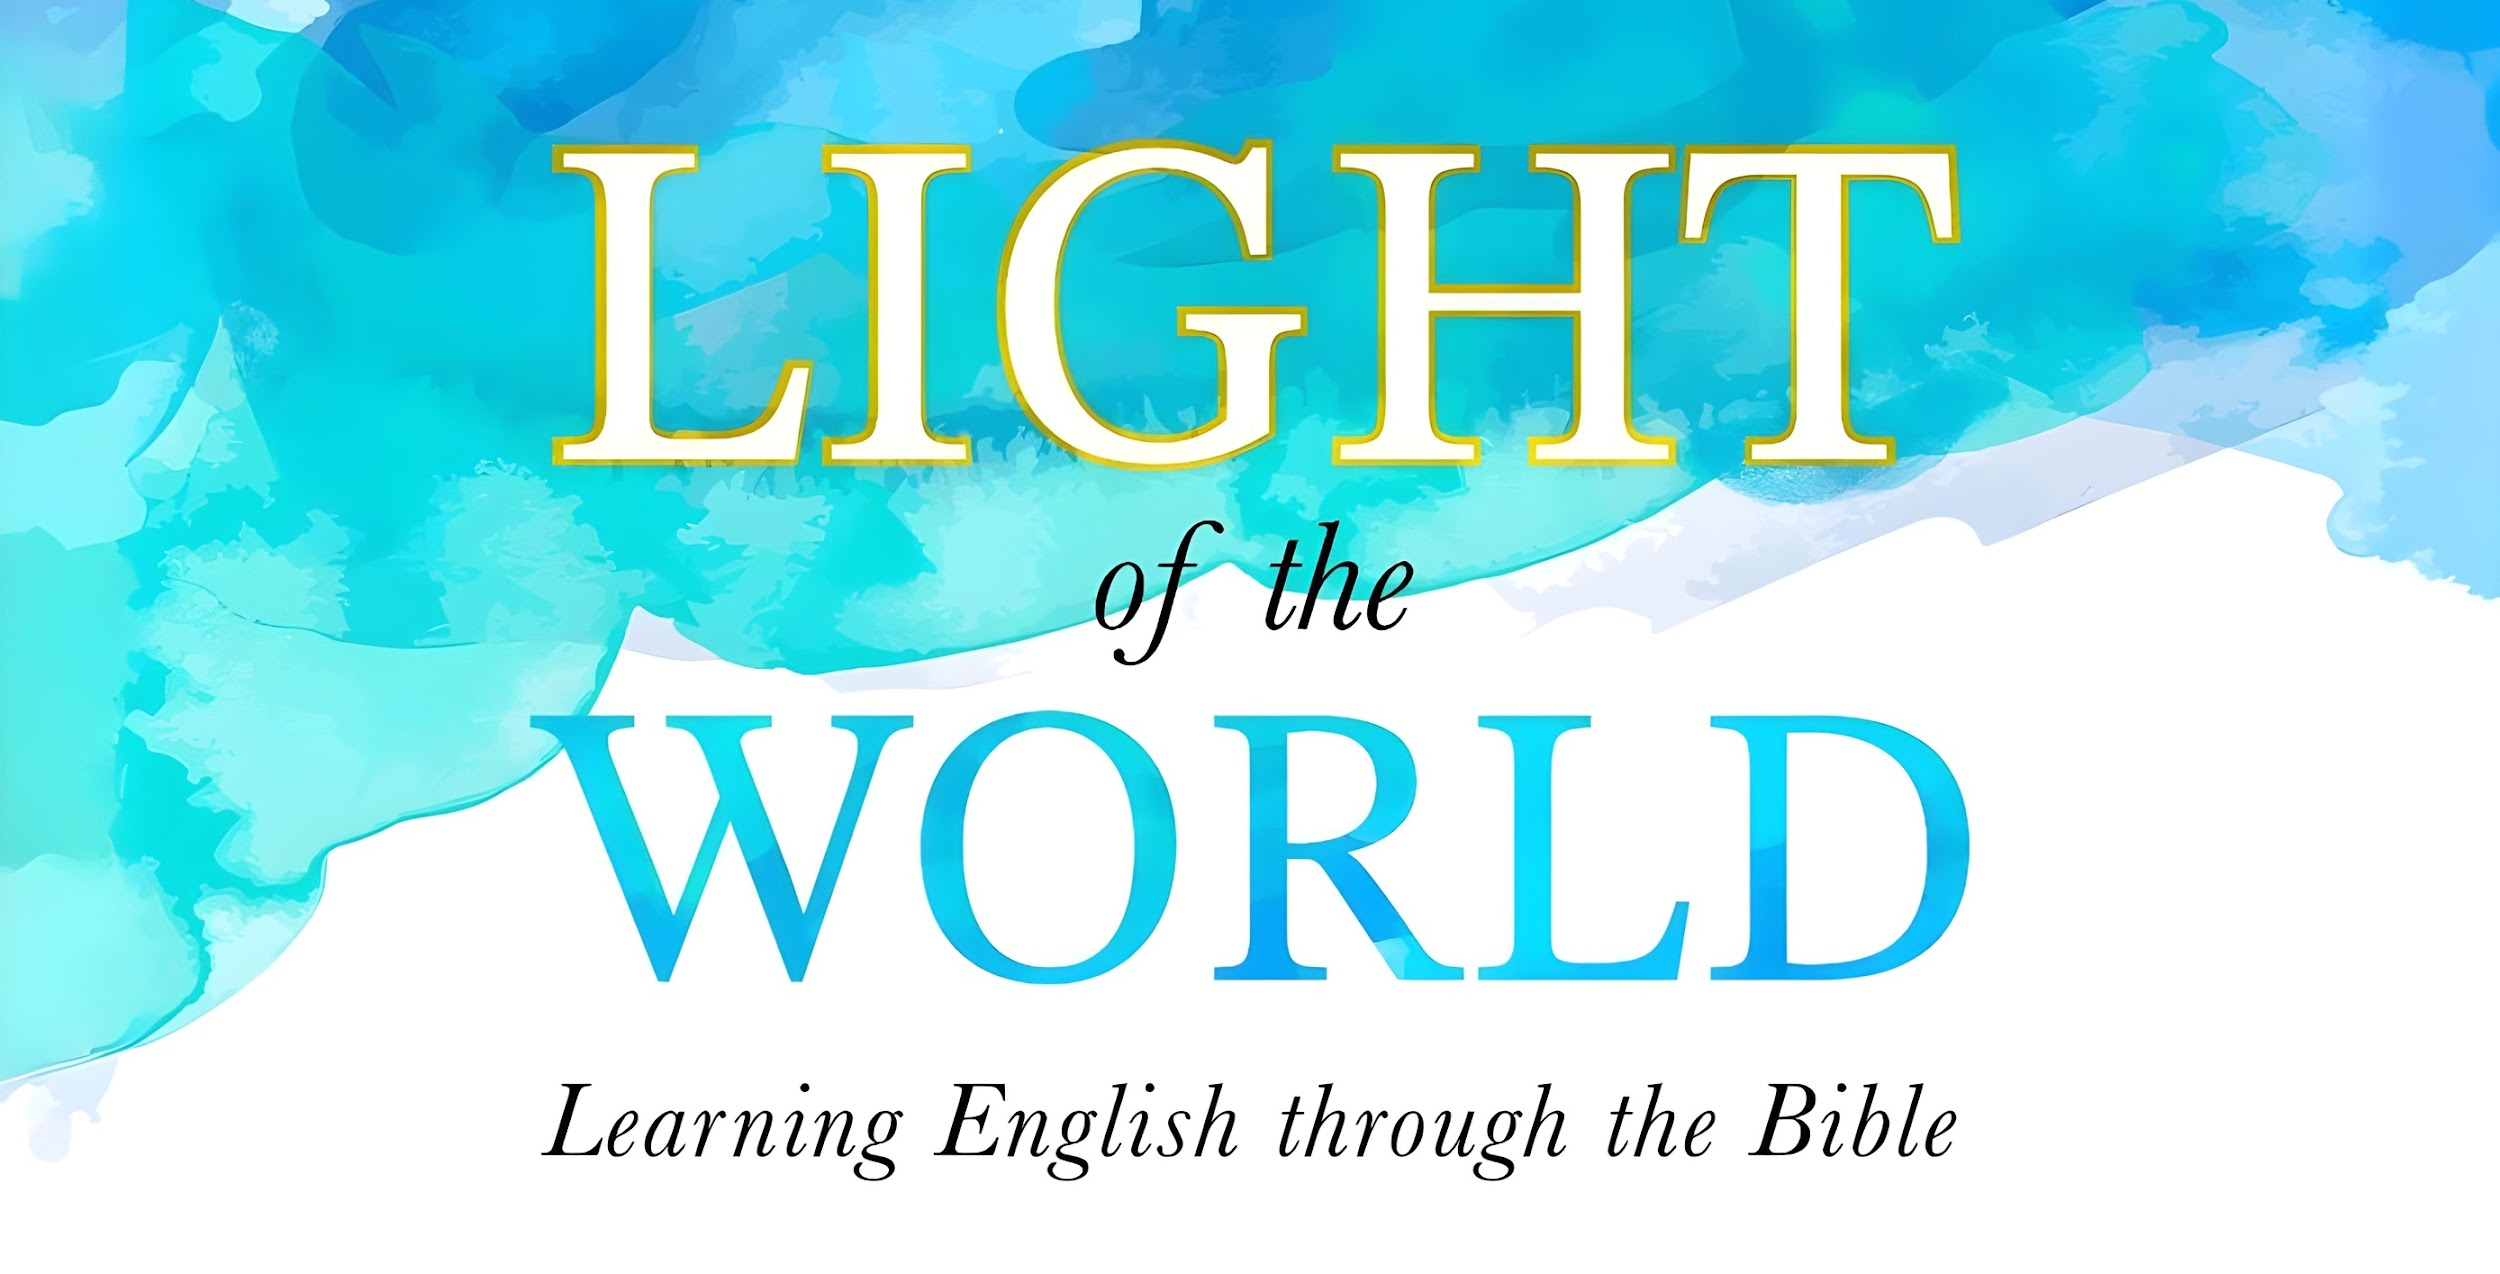 LIGHT
of the
WORLD
Learning English through the Bible